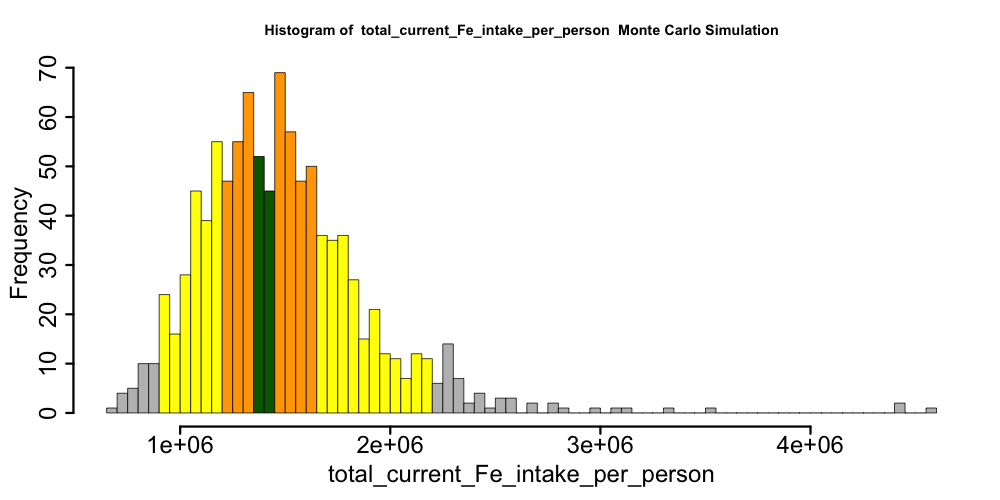 Histogram of total_current_Fe_intake_per_person Monte Carlo Simulation
Frequency
70
60
50
40
30
20
10
0
1e+06 2e+06 3e+06 4e+06
total_current_Fe_intake_per_person